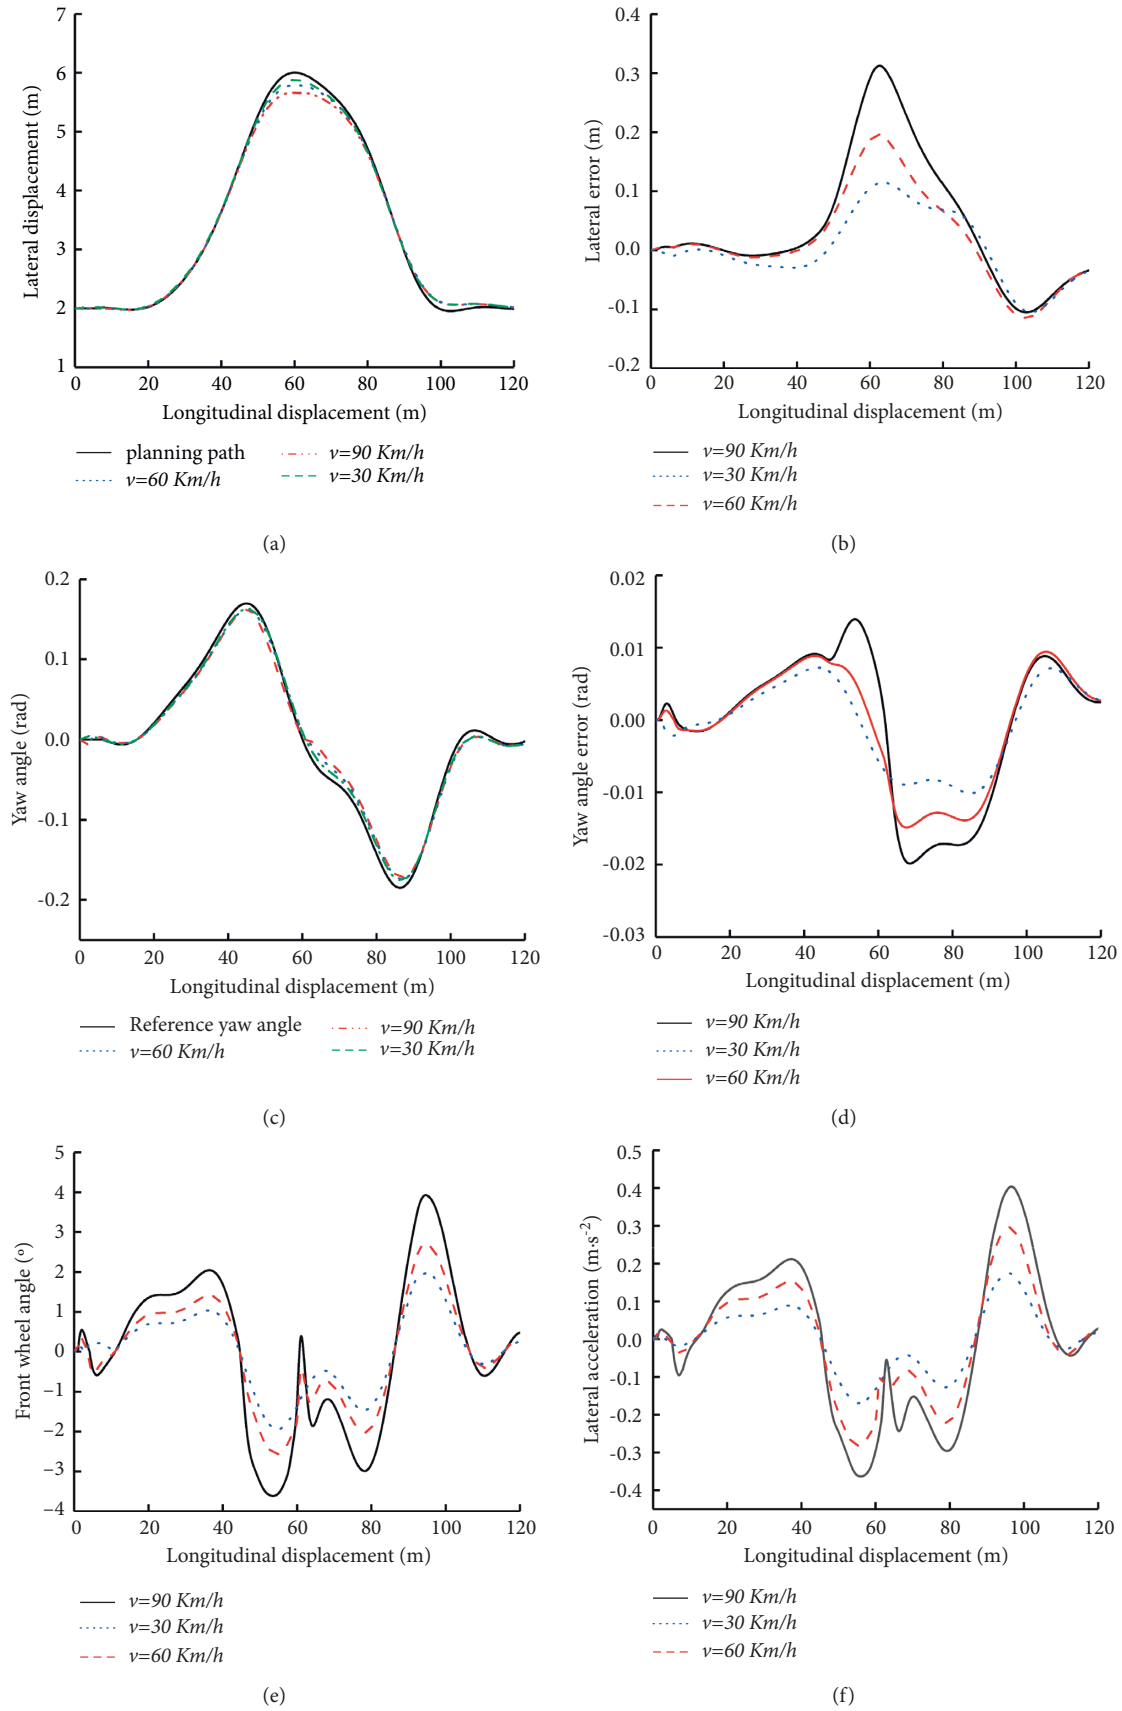 7
6
5
4
3
2
1
Lateral displacement (m)
0 20 40 60 80 100 120
Longitudinal displacement (m)
planning path
v=90 Km/h
v=60 Km/h
v=30 Km/h
(a)
0.4
0.3
0.2
0.1
0.0
-0.1
-0.2
Lateral error (m)
0 20 40 60 80 100 120
Longitudinal displacement (m)
v=90 Km/h
v=30 Km/h
v=60 Km/h
(b)
0.2
0.1
0.0
-0.1
-0.2
Yaw angle (rad)
0 20 40 60 80 100 120
Longitudinal displacement (m)
Reference yaw angle
v=90 Km/h
v=60 Km/h
v=30 Km/h
(c)
0.02
0.01
0.00
-0.01
-0.02
-0.03
Yaw angle error (rad)
0 20 40 60 80 100 120
Longitudinal displacement (m)
v=90 Km/h
v=30 Km/h
v=60 Km/h
(d)
5
4
3
2
1
0
−1
−2
−3
−4
Front wheel angle (°)
0 20 40 60 80 100 120
Longitudinal displacement (m)
v=90 Km/h
v=30 Km/h
v=60 Km/h
(e)
0.5
0.4
0.3
0.2
0.1
0.0
-0.1
-0.2
-0.3
-0.4
Lateral acceleration (m·s⁻²)
0 20 40 60 80 100 120
Longitudinal displacement (m)
v=90 Km/h
v=30 Km/h
v=60 Km/h
(f)